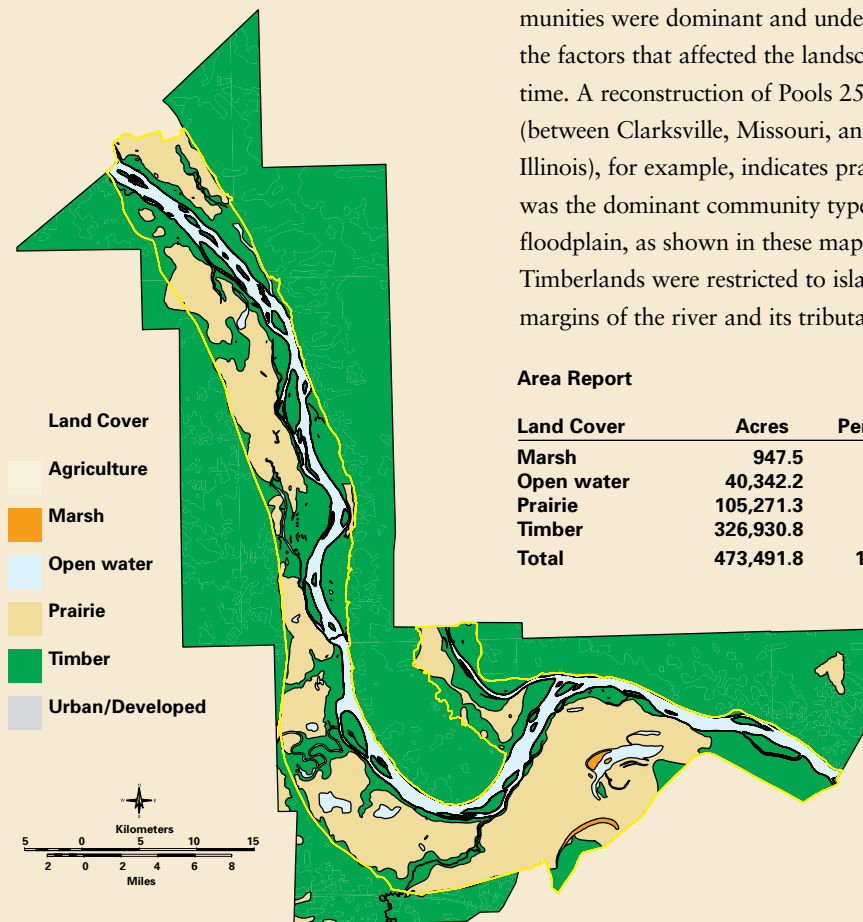 munities were dominant and unde
the factors that affected the landsc
time. A reconstruction of Pools 25
(between Clarksville, Missouri, an
Illinois), for example, indicates pra
was the dominant community type
floodplain, as shown in these map
Timberlands were restricted to isla
margins of the river and its tributa
Area Report
Land Cover Acres Per
Marsh 947.5
Open water 40,342.2
Prairie 105,271.3
Timber 326,930.8
Total 473,491.8 1
Land Cover
Agriculture
Marsh
Open water
Prairie
Timber
Urban/Developed
N
W E
S
Kilometers
5 0 5 10 15
2 0 2 4 6 8
Miles